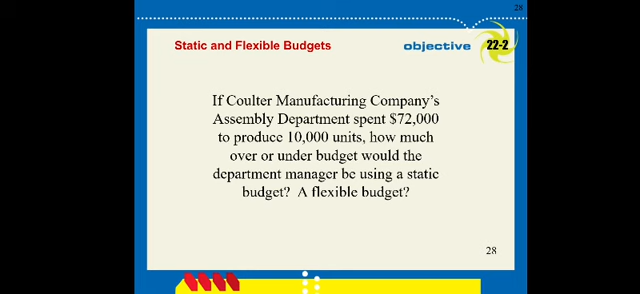 28
Static and Flexible Budgets
objective 22-2
If Coulter Manufacturing Company's
Assembly Department spent $72,000
to produce 10,000 units, how much
over or under budget would the
department manager be using a static
budget? A flexible budget?
28